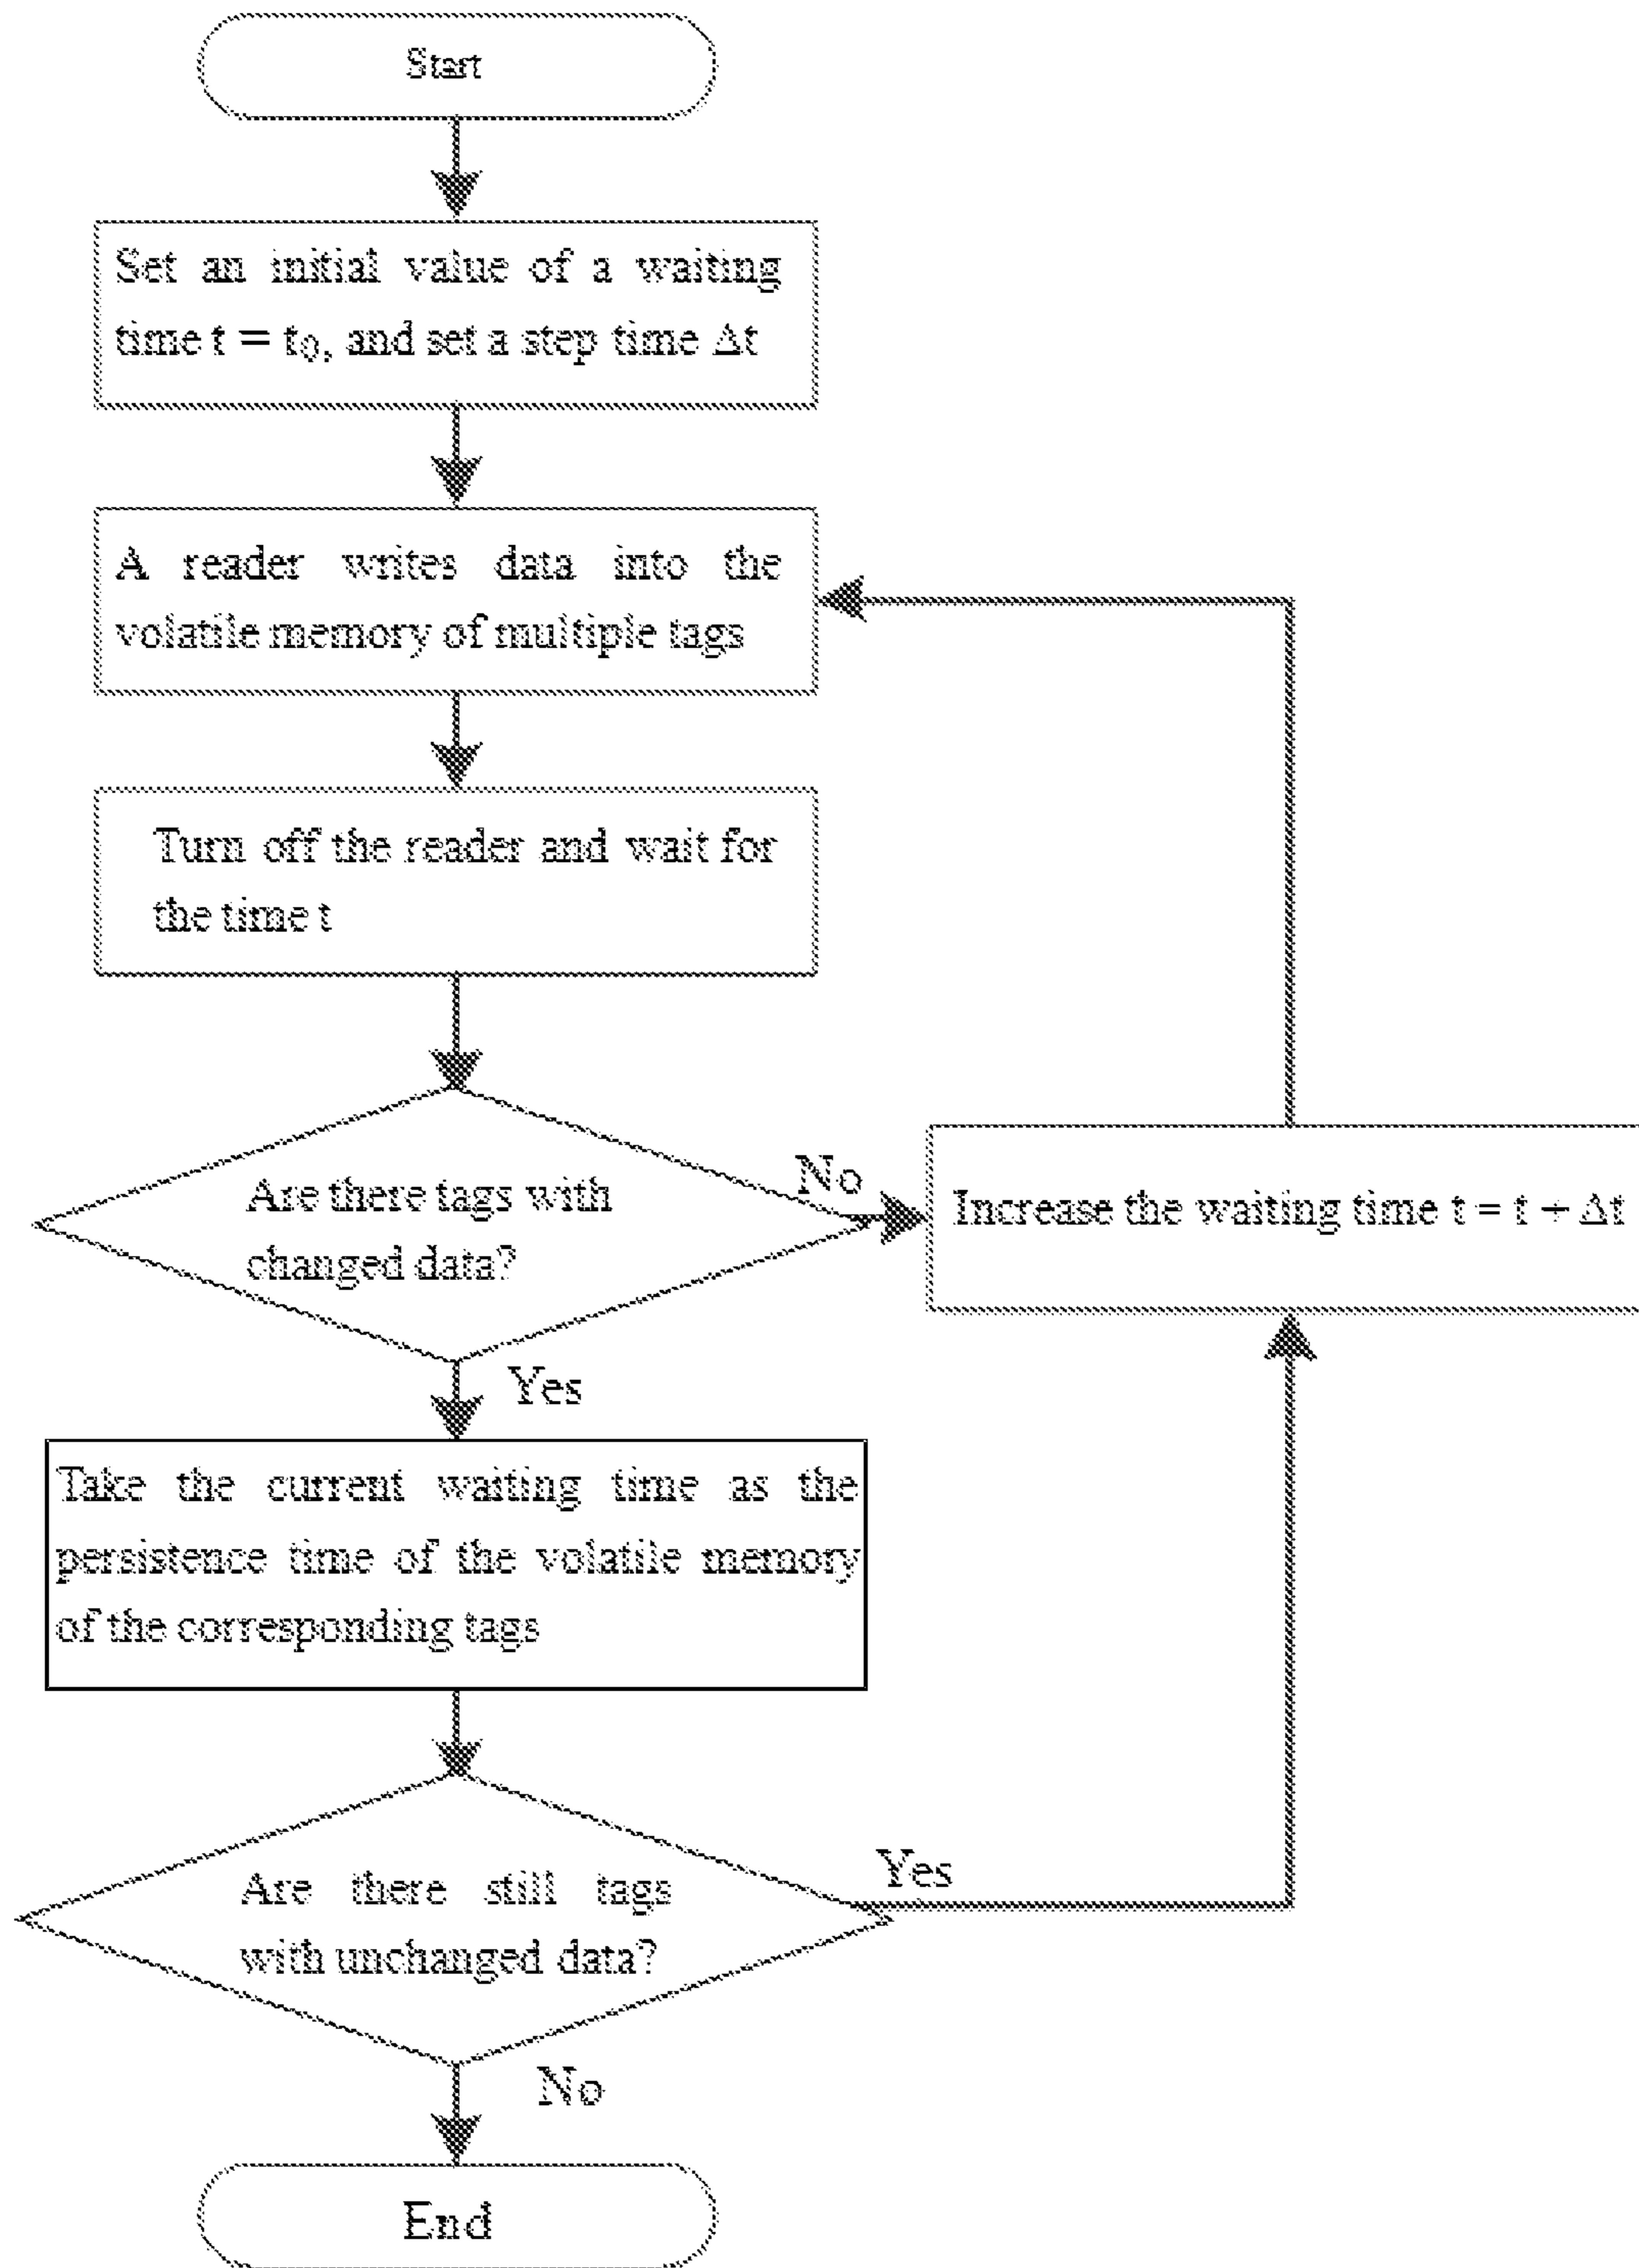 Start
Set an initial value of a waiting
time t = t₀, and set a step time Δt
A reader writes data into the
volatile memory of multiple tags
Turn off the reader and wait for
the time t
Are there tags with
changed data?
No
Increase the waiting time t = t + Δt
Yes
Take the current waiting time as the
persistence time of the volatile memory
of the corresponding tags
Are there still tags
with unchanged data?
Yes
No
End